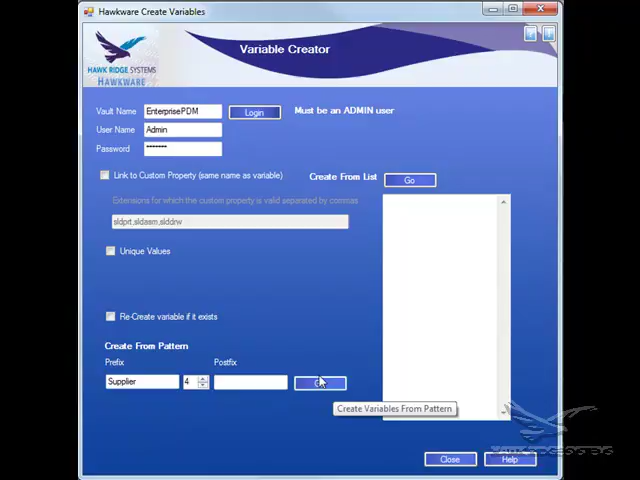 Hawkware Create Variables
Variable Creator
HAWK RIDGE SYSTEMS
HAWKWARE
Vault Name
EnterprisePDM
Login
Must be an ADMIN user
User Name
Admin
Password
•••••••
Link to Custom Property (same name as variable)
Create From List
Go
Extensions for which the custom property is valid separated by commas
sldprt,sldasm,slddrw
Unique Values
Re-Create variable if it exists
Create From Pattern
Prefix
Postfix
Supplier
4
Create Variables From Pattern
Close
Help